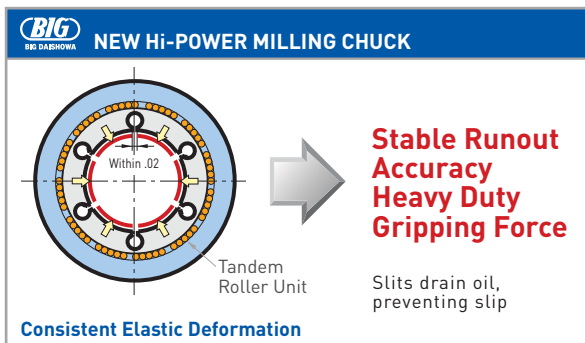 BIG
BIG DAISHOWA
NEW Hi-POWER MILLING CHUCK
Within .02
Tandem
Roller Unit
Consistent Elastic Deformation
Stable Runout
Accuracy
Heavy Duty
Gripping Force
Slits drain oil,
preventing slip